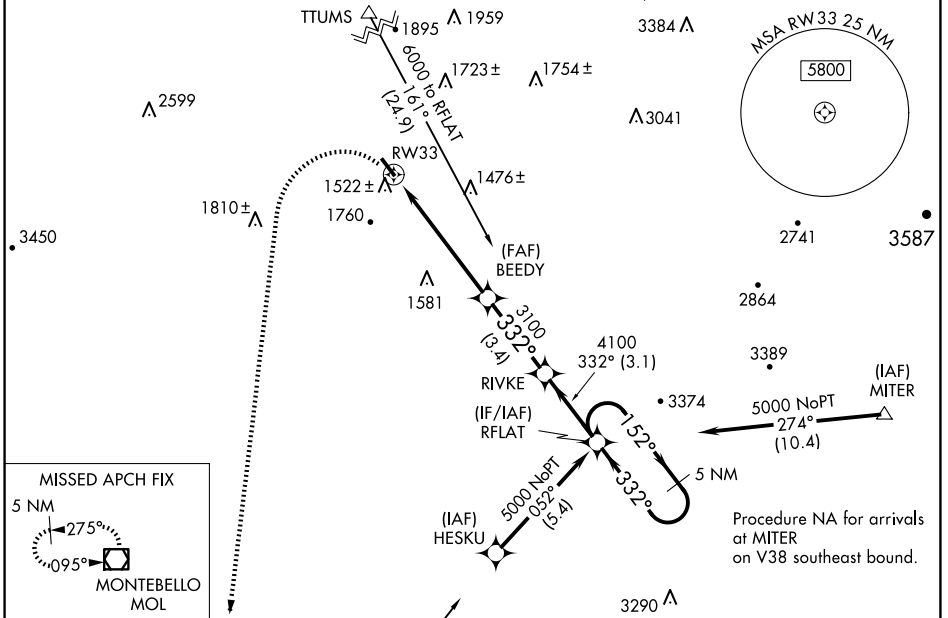 TTUMS
1895
1959
3384
MSA RW33 25 NM
5800
6000 to RFLAT
161°
(24.9)
1723±
1754±
2599
3041
RW33
1522±
1476±
1810±
1760
3450
2741
3587
(FAF)
BEEDY
1581
2864
3100
332°
(3.4)
4100
332° (3.1)
3389
RIVKE
(IAF)
MITER
(IF/IAF)
RFLAT
3374
5000 NoPT
274°
(10.4)
152°
332°
5 NM
MISSED APCH FIX
5 NM
275°
095°
MONTEBELLO
MOL
5000 NoPT
052°
(5.4)
(IAF)
HESKU
Procedure NA for arrivals
at MITER
on V38 southeast bound.
3290